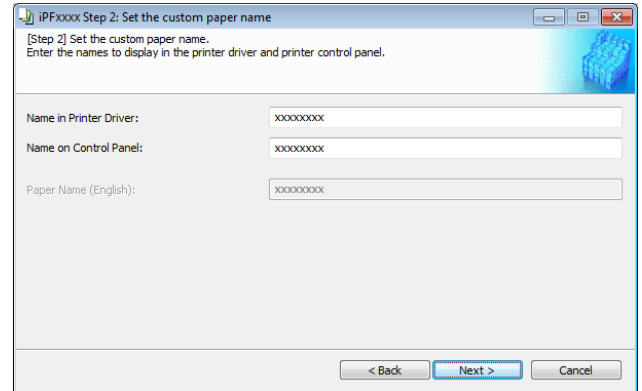 iPFxxxx Step 2: Set the custom paper name
[Step 2] Set the custom paper name.
Enter the names to display in the printer driver and printer control panel.
Name in Printer Driver: xxxxxxxx
Name on Control Panel: xxxxxxxx
Paper Name (English): xxxxxxxx
< Back Next > Cancel